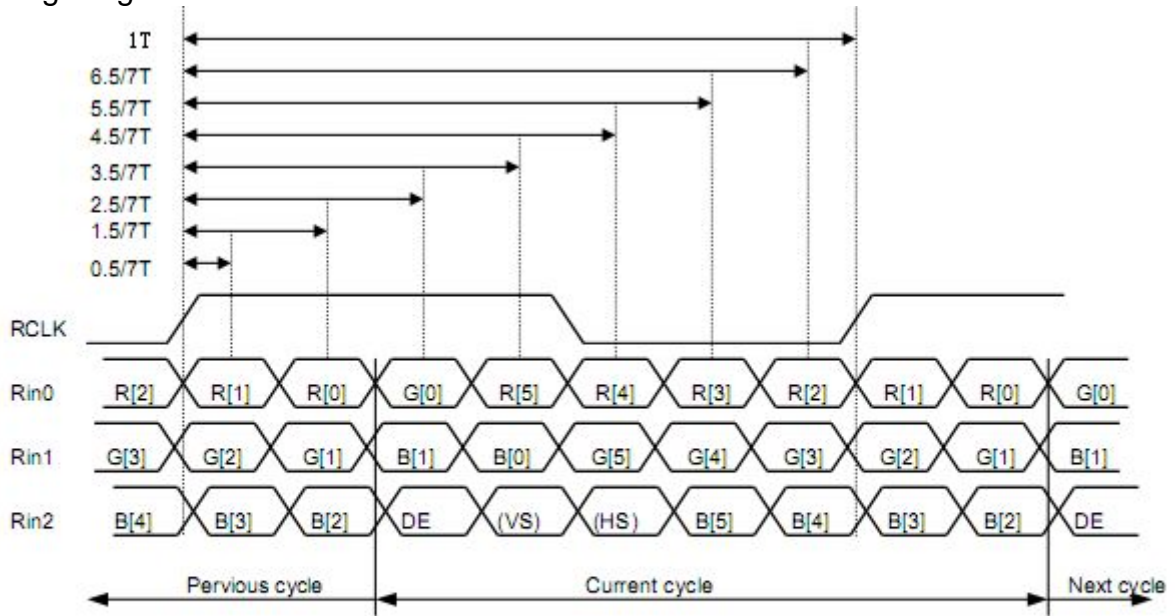 1T
6.5/7T
5.5/7T
4.5/7T
3.5/7T
2.5/7T
1.5/7T
0.5/7T
RCLK
Rin0 R[2] R[1] R[0] G[0] R[5] R[4] R[3] R[2] R[1] R[0] G[0]
Rin1 G[3] G[2] G[1] B[1] B[0] G[5] G[4] G[3] G[2] G[1] B[1]
Rin2 B[4] B[3] B[2] DE (VS) (HS) B[5] B[4] B[3] B[2] DE
Pervious cycle Current cycle Next cycle